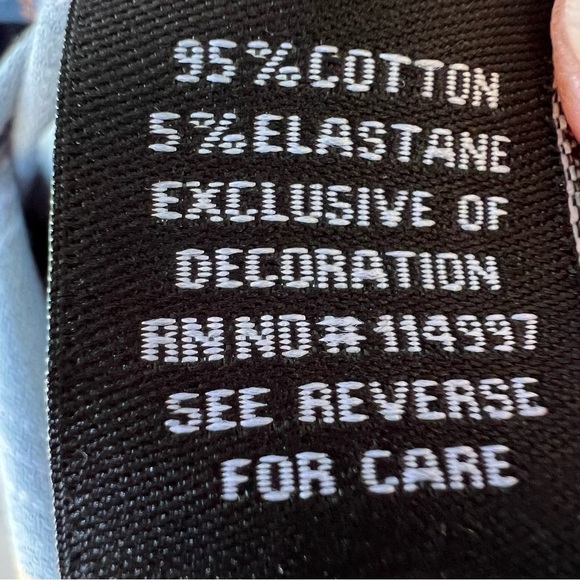 95%COTTON
5%ELASTANE
EXCLUSIVE OF
DECORATION
RN NO# 114997
SEE REVERSE
FOR CARE